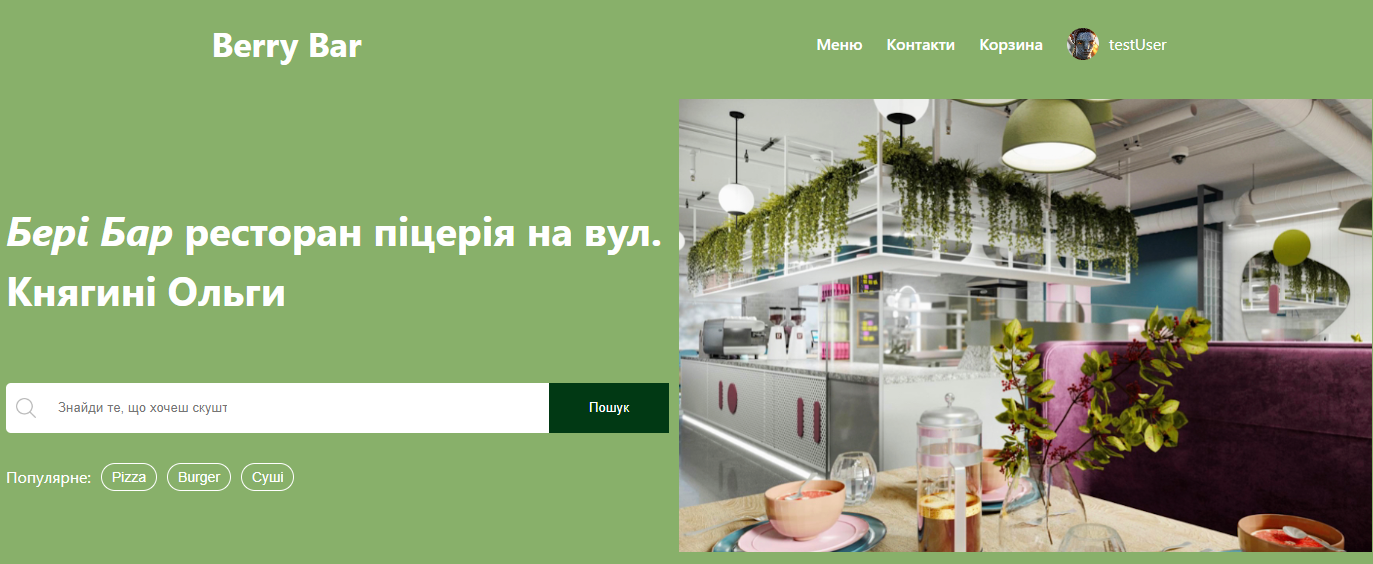 Berry Bar
Меню Контакти Корзина testUser
Бері Бар ресторан піцерія на вул.
Княгині Ольги
Знайди те, що хочеш скушт
Пошук
Популярне: Pizza Burger Суші